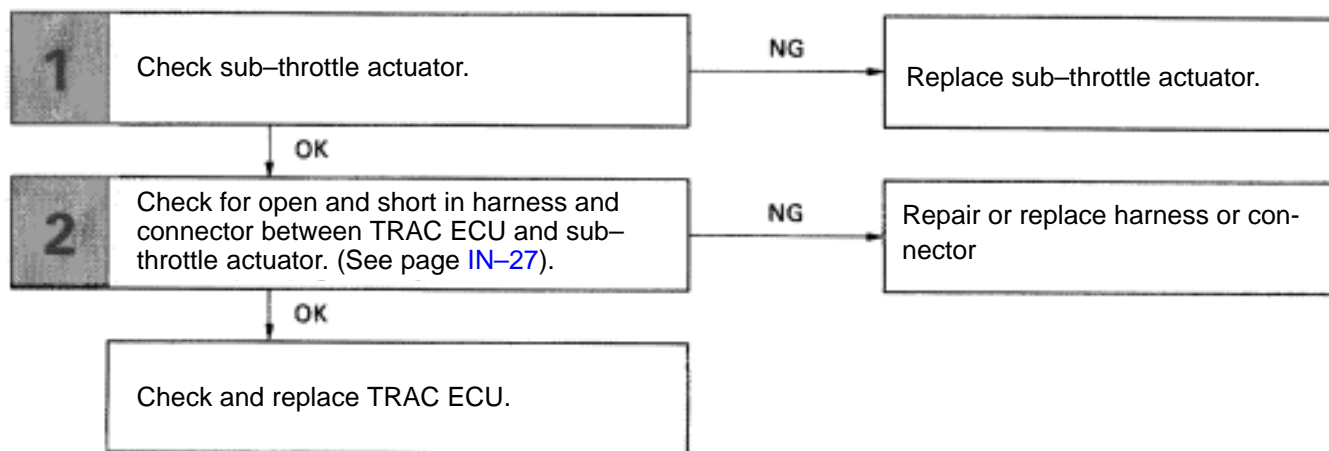 1
Check sub–throttle actuator.
NG
Replace sub–throttle actuator.
OK
2
Check for open and short in harness and
connector between TRAC ECU and sub–
throttle actuator. (See page IN–27).
NG
Repair or replace harness or con-
nector
OK
Check and replace TRAC ECU.